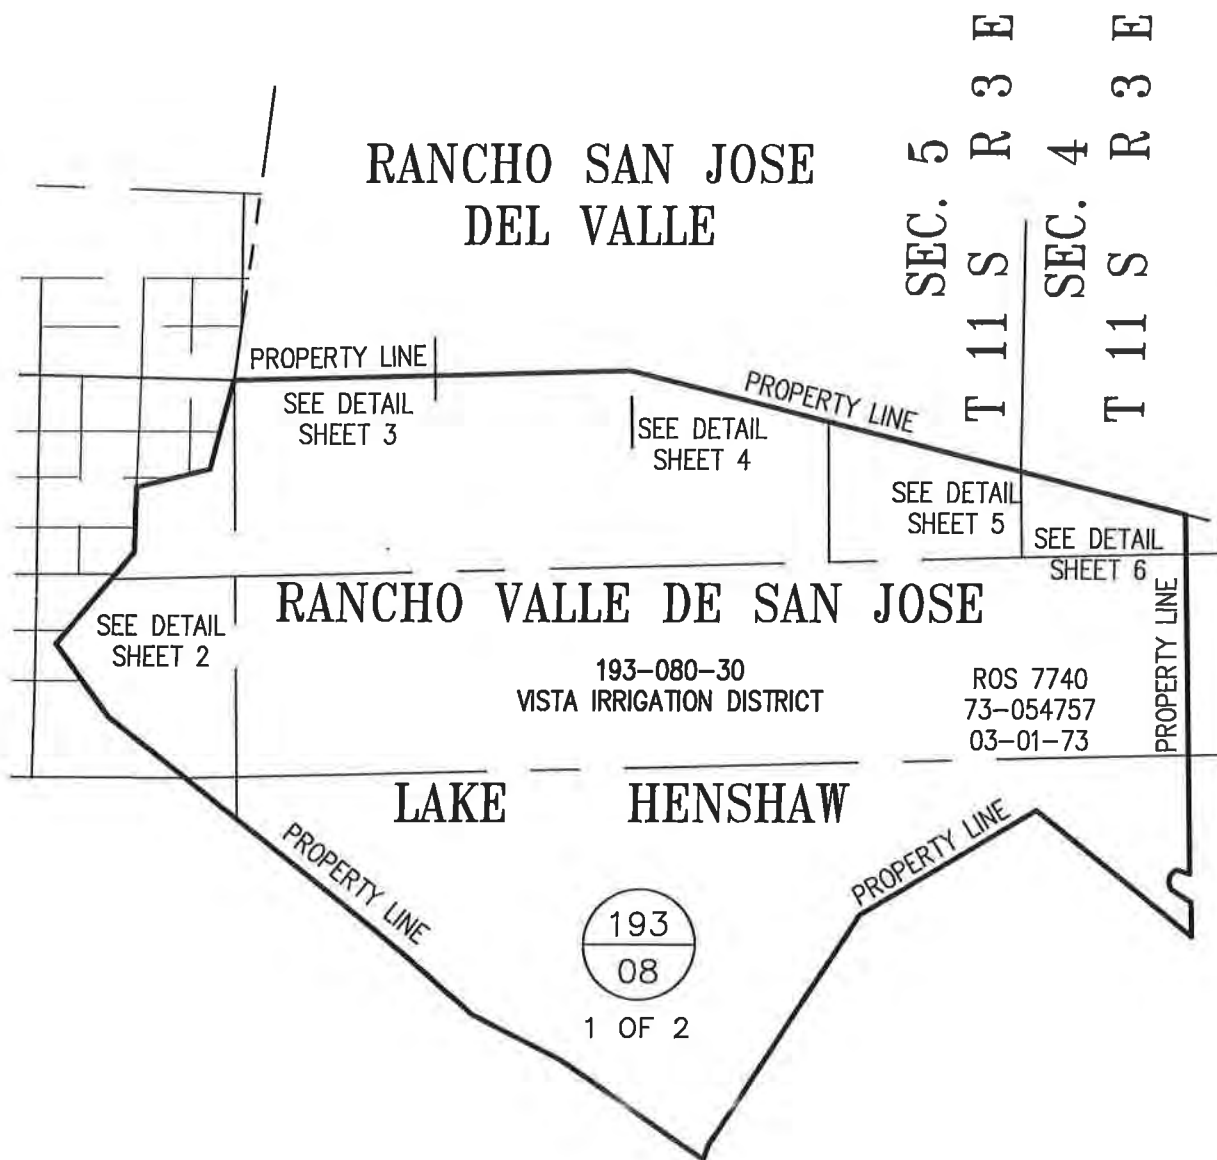 RANCHO SAN JOSE
DEL VALLE
SEC. 5
T 11 S R 3 E
SEC. 4
T 11 S R 3 E
PROPERTY LINE
SEE DETAIL
SHEET 3
PROPERTY LINE
SEE DETAIL
SHEET 4
SEE DETAIL
SHEET 5
SEE DETAIL
SHEET 6
RANCHO VALLE DE SAN JOSE
SEE DETAIL
SHEET 2
193-080-30
VISTA IRRIGATION DISTRICT
ROS 7740
73-054757
03-01-73
PROPERTY LINE
LAKE HENSHAW
PROPERTY LINE
PROPERTY LINE
193
08
1 OF 2